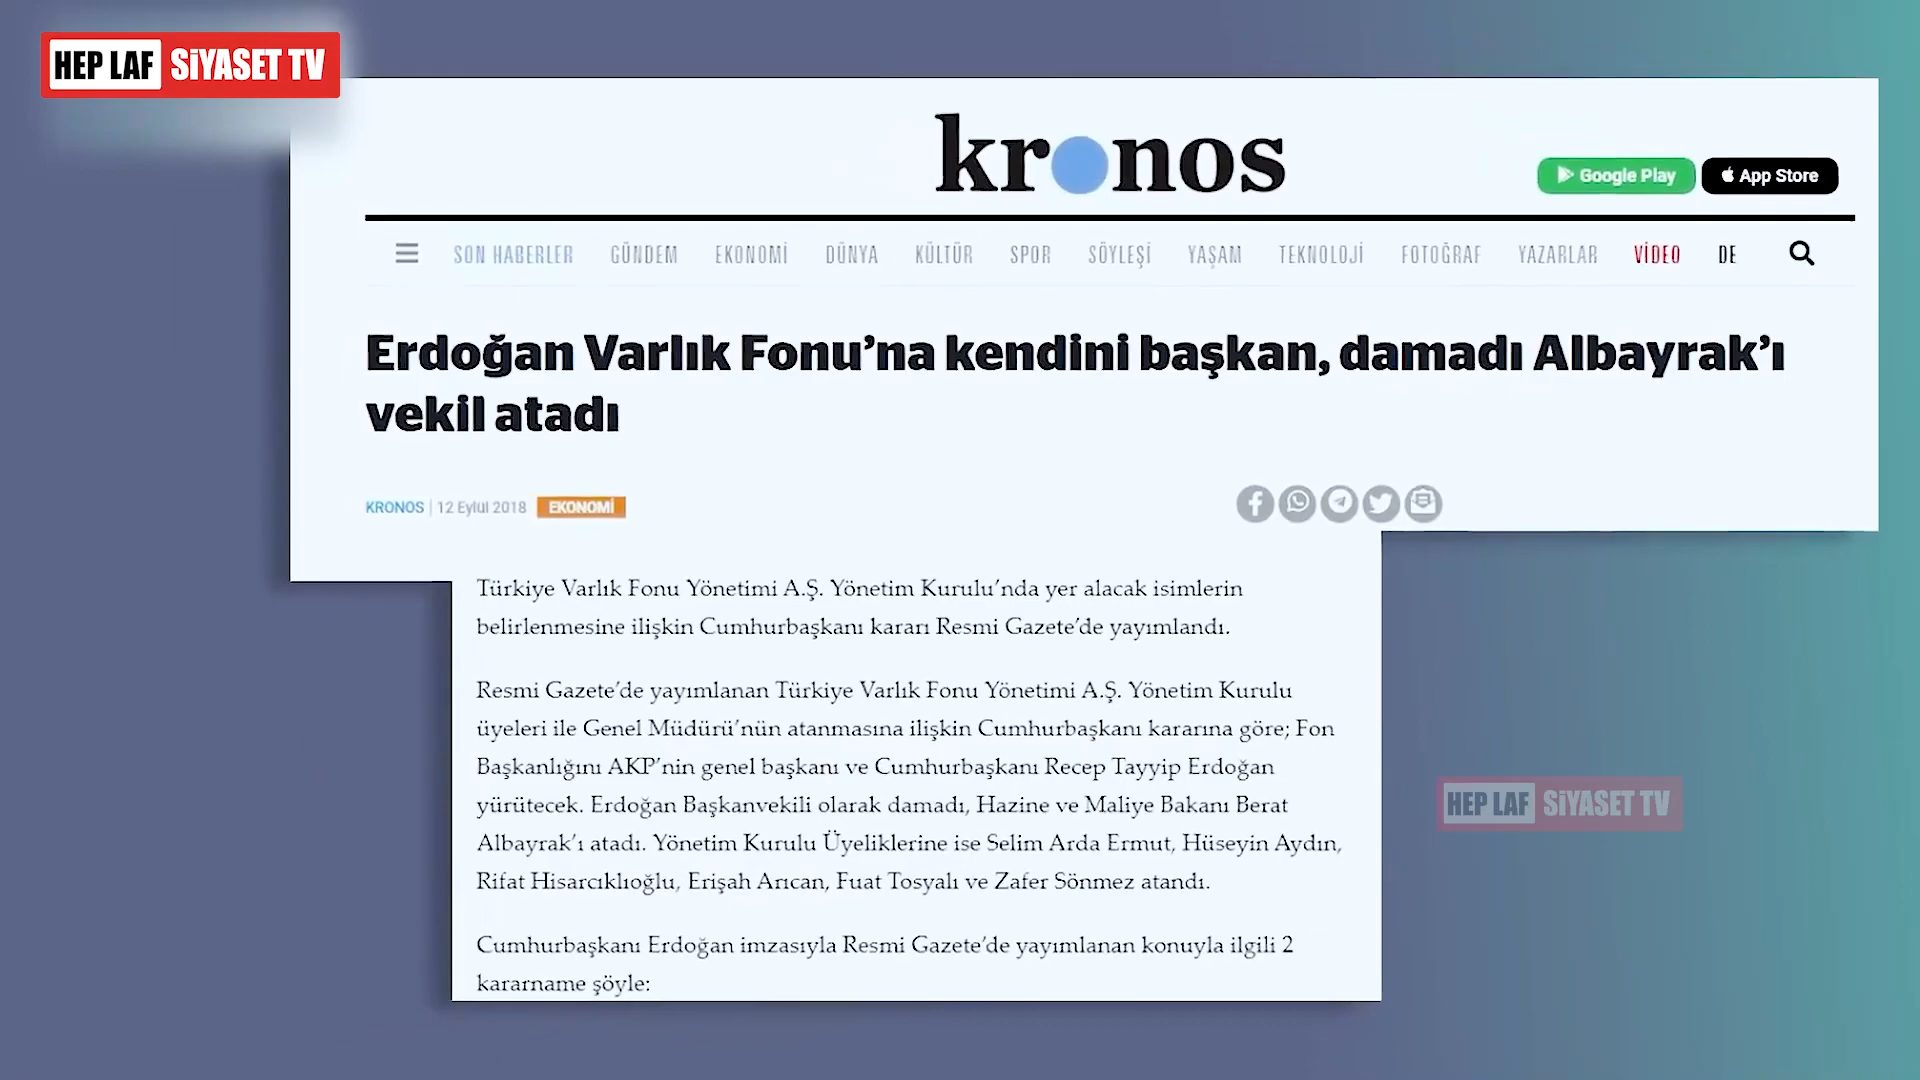 HEP LAF SİYASET TV
kronos
Google Play
App Store
SON HABERLER GÜNDEM EKONOMİ DÜNYA KÜLTÜR SPOR SÖYLEŞİ YAŞAM TEKNOLOJİ FOTOĞRAF YAZARLAR VİDEO DE
Erdoğan Varlık Fonu’na kendini başkan, damadı Albayrak’ı
vekil atadı
KRONOS | 12 Eylül 2018 EKONOMİ
Türkiye Varlık Fonu Yönetimi A.Ş. Yönetim Kurulu’nda yer alacak isimlerin
belirlenmesine ilişkin Cumhurbaşkanı kararı Resmi Gazete’de yayımlandı.
Resmi Gazete’de yayımlanan Türkiye Varlık Fonu Yönetimi A.Ş. Yönetim Kurulu
üyeleri ile Genel Müdürü’nün atanmasına ilişkin Cumhurbaşkanı kararına göre; Fon
Başkanlığını AKP’nin genel başkanı ve Cumhurbaşkanı Recep Tayyip Erdoğan
yürütecek. Erdoğan Başkanvekili olarak damadı, Hazine ve Maliye Bakanı Berat
Albayrak’ı atadı. Yönetim Kurulu Üyeliklerine ise Selim Arda Ermut, Hüseyin Aydın,
Rifat Hisarcıklıoğlu, Erişah Arıcan, Fuat Tosyalı ve Zafer Sönmez atandı.
HEP LAF SİYASET TV
Cumhurbaşkanı Erdoğan imzasıyla Resmi Gazete’de yayımlanan konuyla ilgili 2
kararname şöyle: